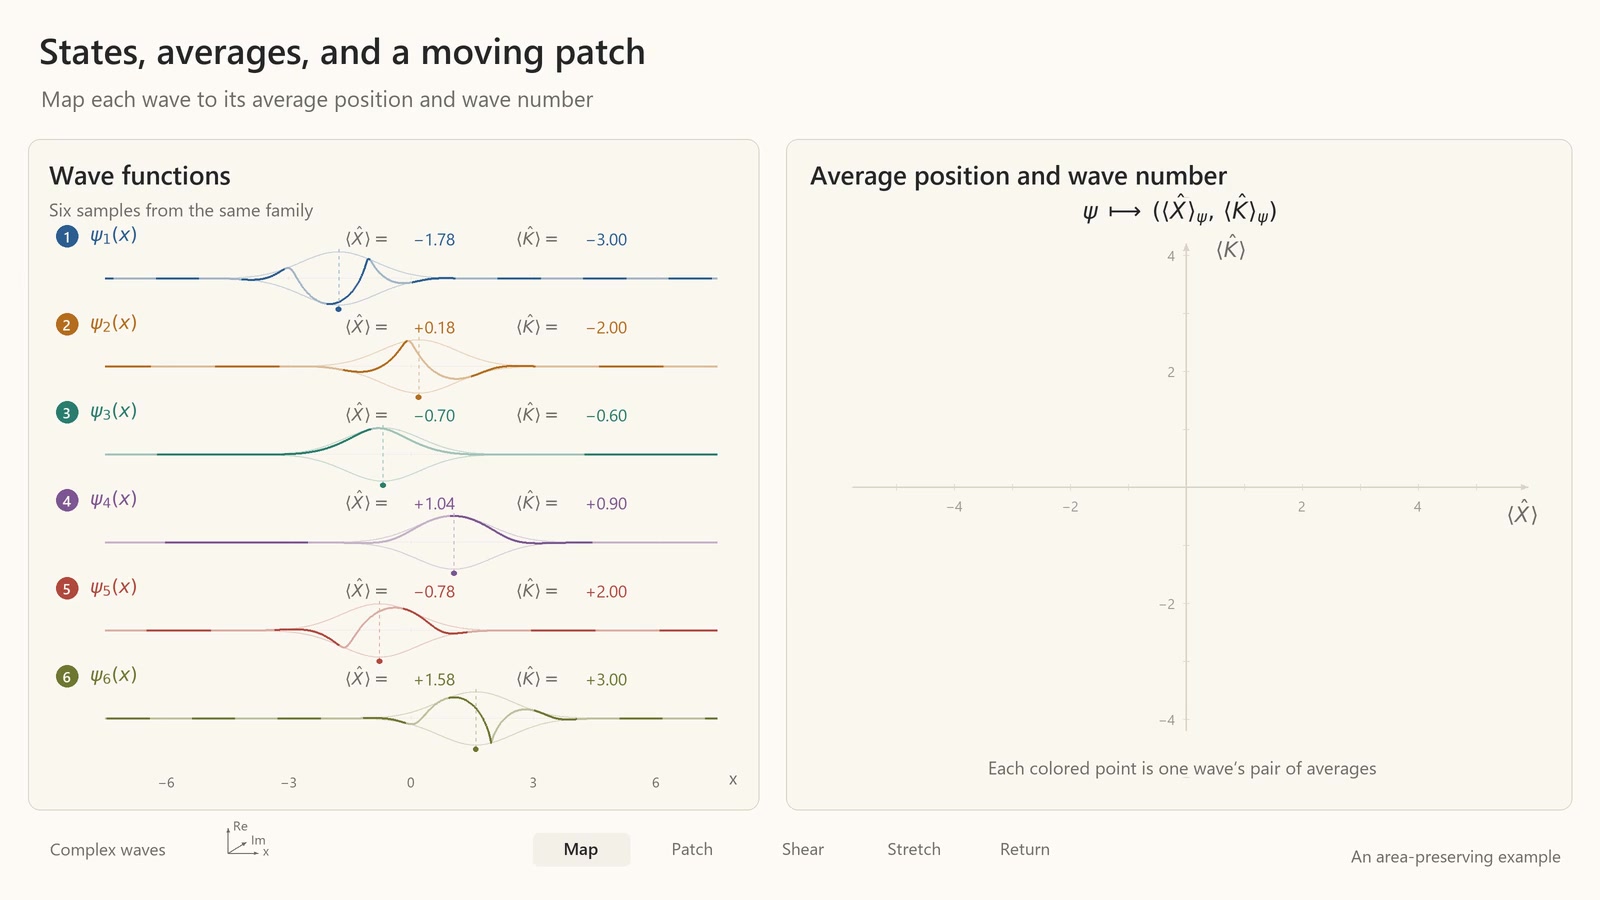 States, averages, and a moving patch
Map each wave to its average position and wave number
Wave functions
Six samples from the same family
1 ψ₁(x) ⟨X̂⟩ = −1.78 ⟨K̂⟩ = −3.00
2 ψ₂(x) ⟨X̂⟩ = +0.18 ⟨K̂⟩ = −2.00
3 ψ₃(x) ⟨X̂⟩ = −0.70 ⟨K̂⟩ = −0.60
4 ψ₄(x) ⟨X̂⟩ = +1.04 ⟨K̂⟩ = +0.90
5 ψ₅(x) ⟨X̂⟩ = −0.78 ⟨K̂⟩ = +2.00
6 ψ₆(x) ⟨X̂⟩ = +1.58 ⟨K̂⟩ = +3.00
−6 −3 0 3 6 x
Average position and wave number
ψ ⟼ (⟨X̂⟩ψ, ⟨K̂⟩ψ)
4 ⟨K̂⟩
2
−4 −2 2 4 ⟨X̂⟩
−2
−4
Each colored point is one wave’s pair of averages
Complex waves
Re
Im
x
Map Patch Shear Stretch Return
An area-preserving example